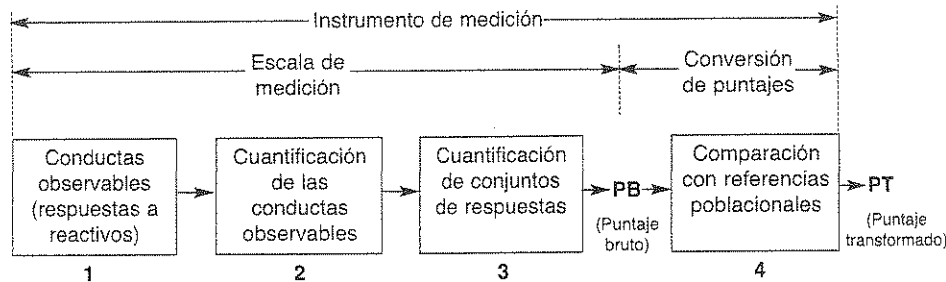 Instrumento de medición
Escala de
medición
Conversión
de puntajes
Conductas
observables
(respuestas a
reactivos)
1
Cuantificación
de las
conductas
observables
2
Cuantificación
de conjuntos
de respuestas
3
PB
(Puntaje
bruto)
Comparación
con referencias
poblacionales
4
PT
(Puntaje
transformado)